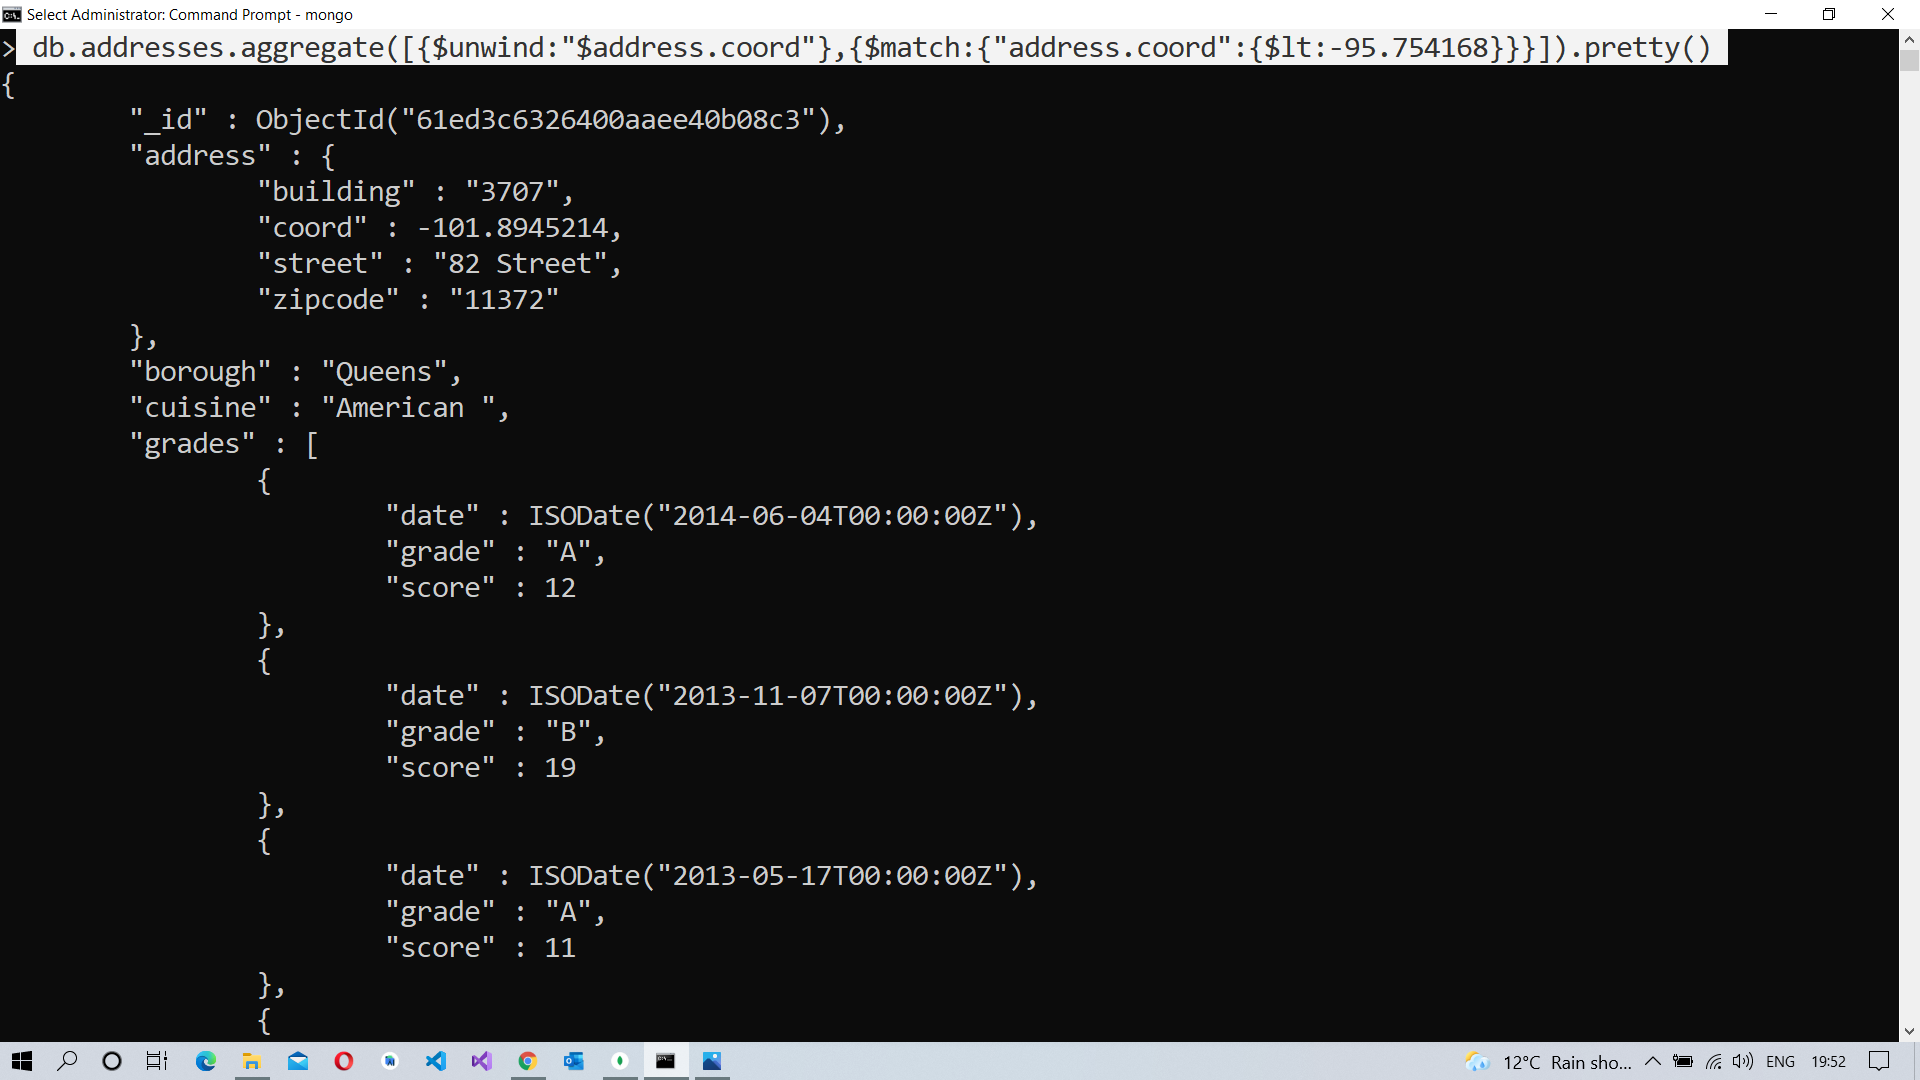 Select Administrator: Command Prompt - mongo
> db.addresses.aggregate([{$unwind:"$address.coord"},{$match:{"address.coord":{$lt:-95.754168}}}]).pretty()
{
"_id" : ObjectId("61ed3c6326400aaee40b08c3"),
"address" : {
"building" : "3707",
"coord" : -101.8945214,
"street" : "82 Street",
"zipcode" : "11372"
},
"borough" : "Queens",
"cuisine" : "American ",
"grades" : [
{
"date" : ISODate("2014-06-04T00:00:00Z"),
"grade" : "A",
"score" : 12
},
{
"date" : ISODate("2013-11-07T00:00:00Z"),
"grade" : "B",
"score" : 19
},
{
"date" : ISODate("2013-05-17T00:00:00Z"),
"grade" : "A",
"score" : 11
},
{
12°C Rain sho... ENG 19:52